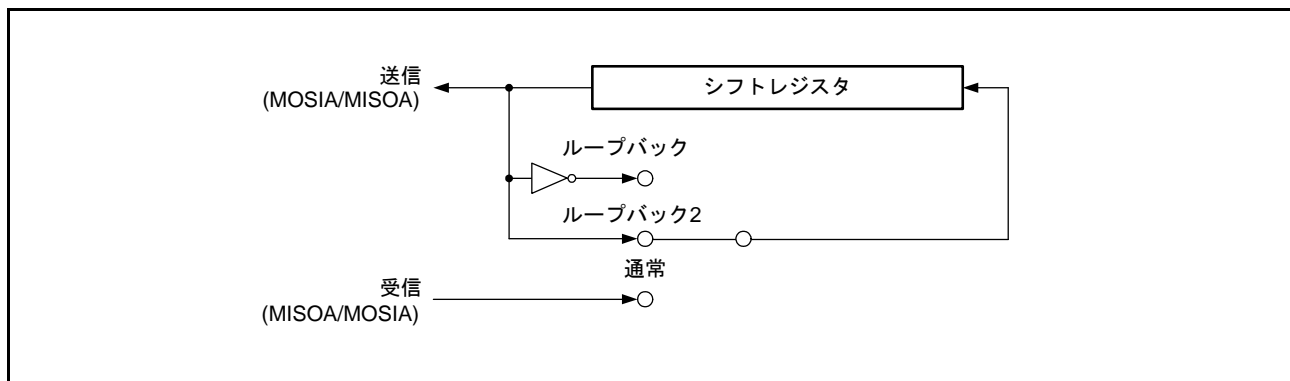 送信
(MOSIA/MISOA)
シフトレジスタ
ループバック
ループバック2
通常
受信
(MISOA/MOSIA)